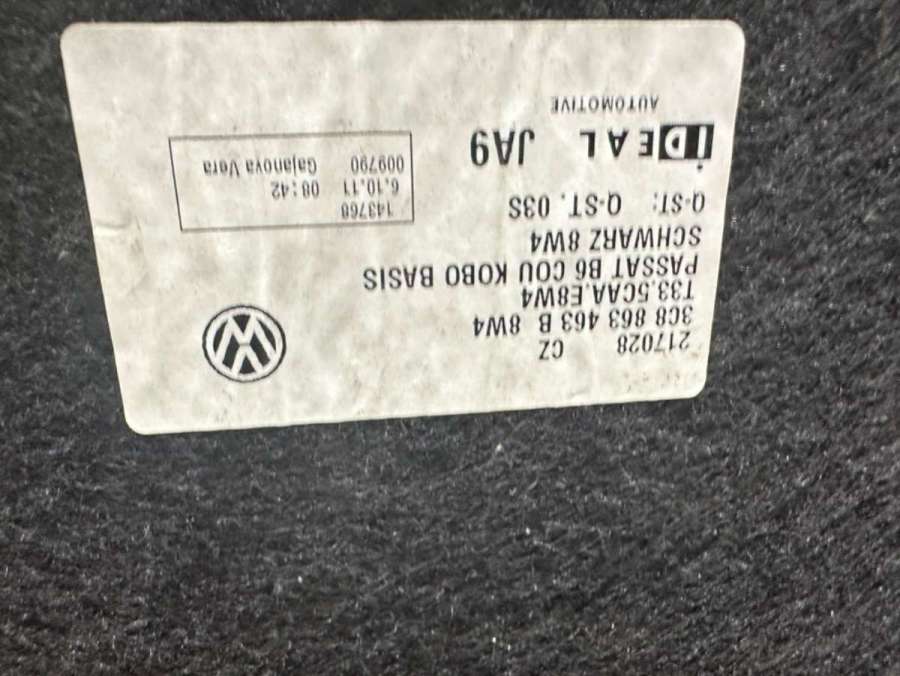 217028 CZ
3C8 863 463 B 8W4
T33.5CAA.E8W4
PASSAT B6 COU KOBO BASIS
SCHWARZ 8W4
Q-ST: Q-ST. 03S
143768
6.10.11 08:42
009790 Gajanova Vera
iDEAL JA9
AUTOMOTIVE